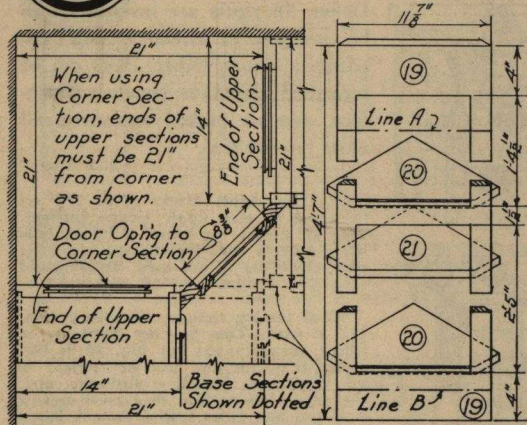 21"
When using
Corner Sec-
tion, ends of
upper sections
must be 21"
from corner
as shown.
21"
14"
End of Upper
Section
21"
Door Op'ng to
Corner Section
8 3/8"
End of Upper
Section
14"
21"
Base Sections
Shown Dotted
4'7"
11 7/8"
19
4"
Line A
1'4 1/2"
20
21
2'5"
20
4"
Line B
19